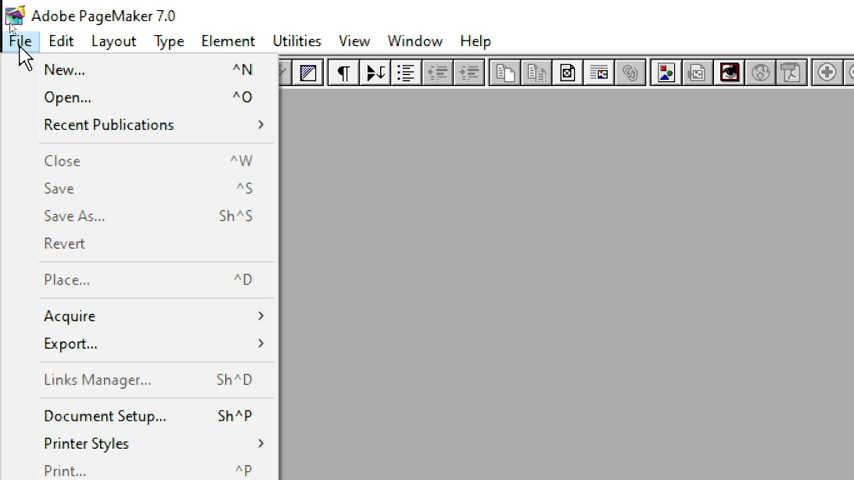 Adobe PageMaker 7.0
File Edit Layout Type Element Utilities View Window Help
New... ^N
Open... ^O
Recent Publications >
Close ^W
Save ^S
Save As... Sh^S
Revert
Place... ^D
Acquire >
Export... >
Links Manager... Sh^D
Document Setup... Sh^P
Printer Styles >
Print... ^P